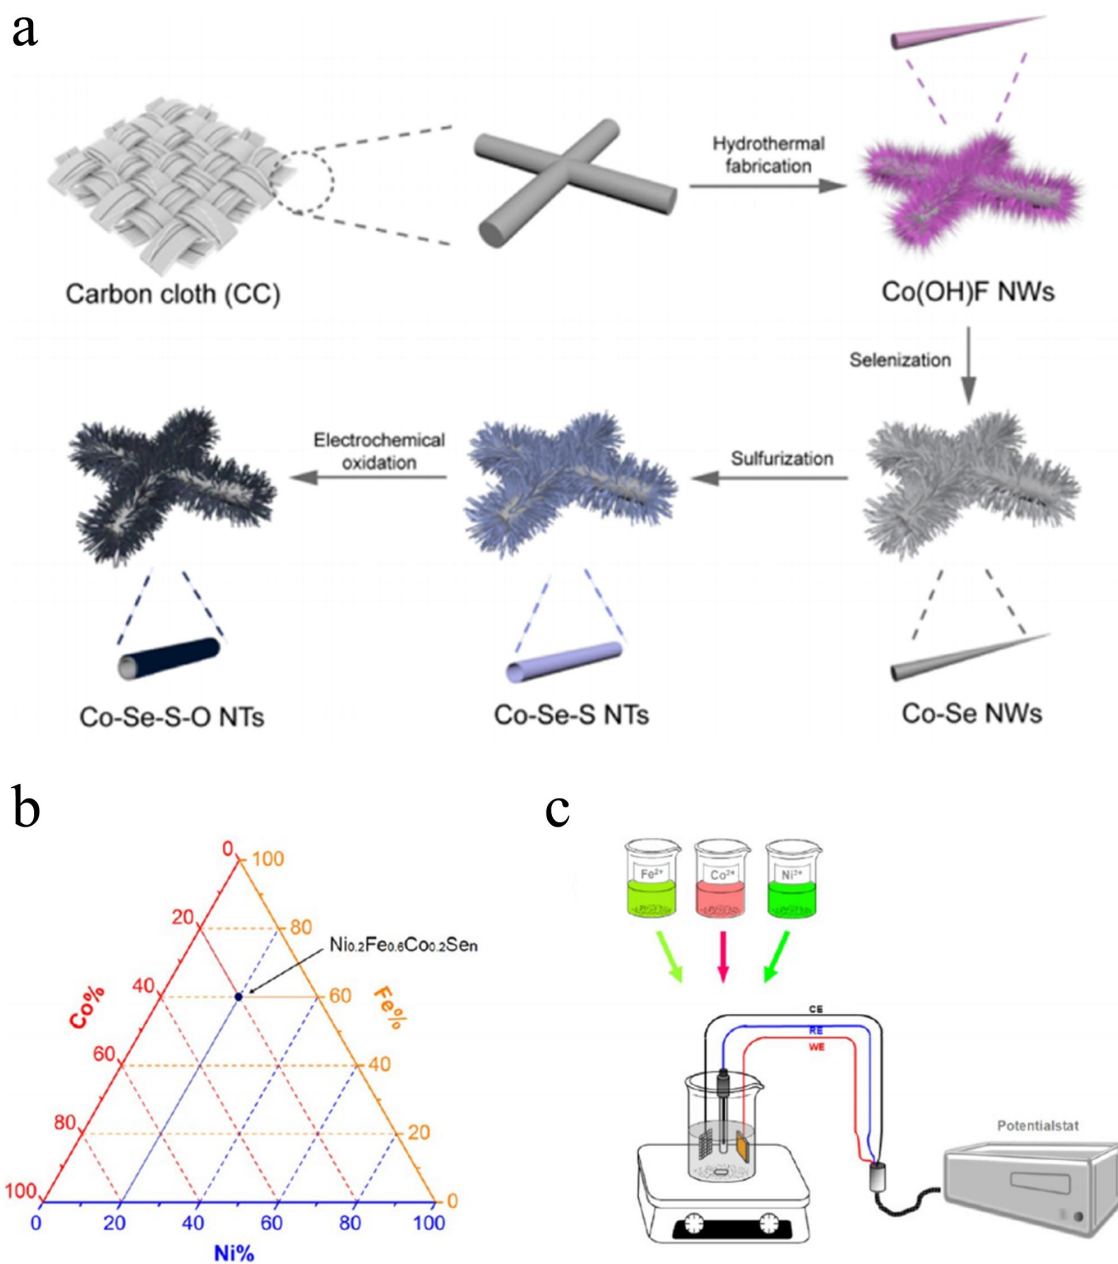 a
Hydrothermal
fabrication
Carbon cloth (CC)
Co(OH)F NWs
Selenization
Electrochemical
oxidation
Sulfurization
Co-Se-S-O NTs
Co-Se-S NTs
Co-Se NWs
b
0
100
20
80
Ni0.2Fe0.6Co0.2Sen
40
60
Co%
Fe%
60
40
80
20
100
0
0
20
40
60
80
100
Ni%
c
Fe2+
Co2+
Ni2+
CE
RE
WE
Potentialstat